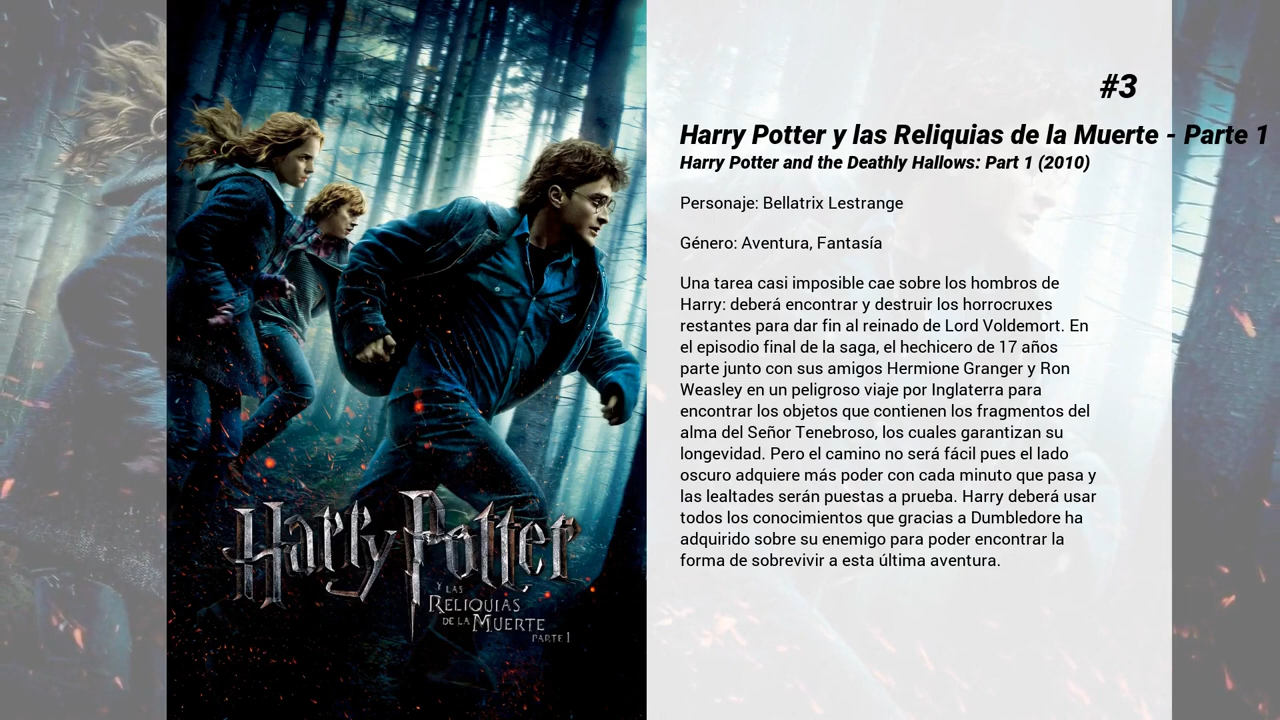 #3
Harry Potter y las Reliquias de la Muerte - Parte 1
Harry Potter and the Deathly Hallows: Part 1 (2010)
Personaje: Bellatrix Lestrange
Género: Aventura, Fantasía
Una tarea casi imposible cae sobre los hombros de
Harry: deberá encontrar y destruir los horrocruxes
restantes para dar fin al reinado de Lord Voldemort. En
el episodio final de la saga, el hechicero de 17 años
parte junto con sus amigos Hermione Granger y Ron
Weasley en un peligroso viaje por Inglaterra para
encontrar los objetos que contienen los fragmentos del
alma del Señor Tenebroso, los cuales garantizan su
longevidad. Pero el camino no será fácil pues el lado
oscuro adquiere más poder con cada minuto que pasa y
las lealtades serán puestas a prueba. Harry deberá usar
todos los conocimientos que gracias a Dumbledore ha
adquirido sobre su enemigo para poder encontrar la
forma de sobrevivir a esta última aventura.
Harry Potter
Y LAS
RELIQUIAS
DE LA MUERTE
PARTE 1